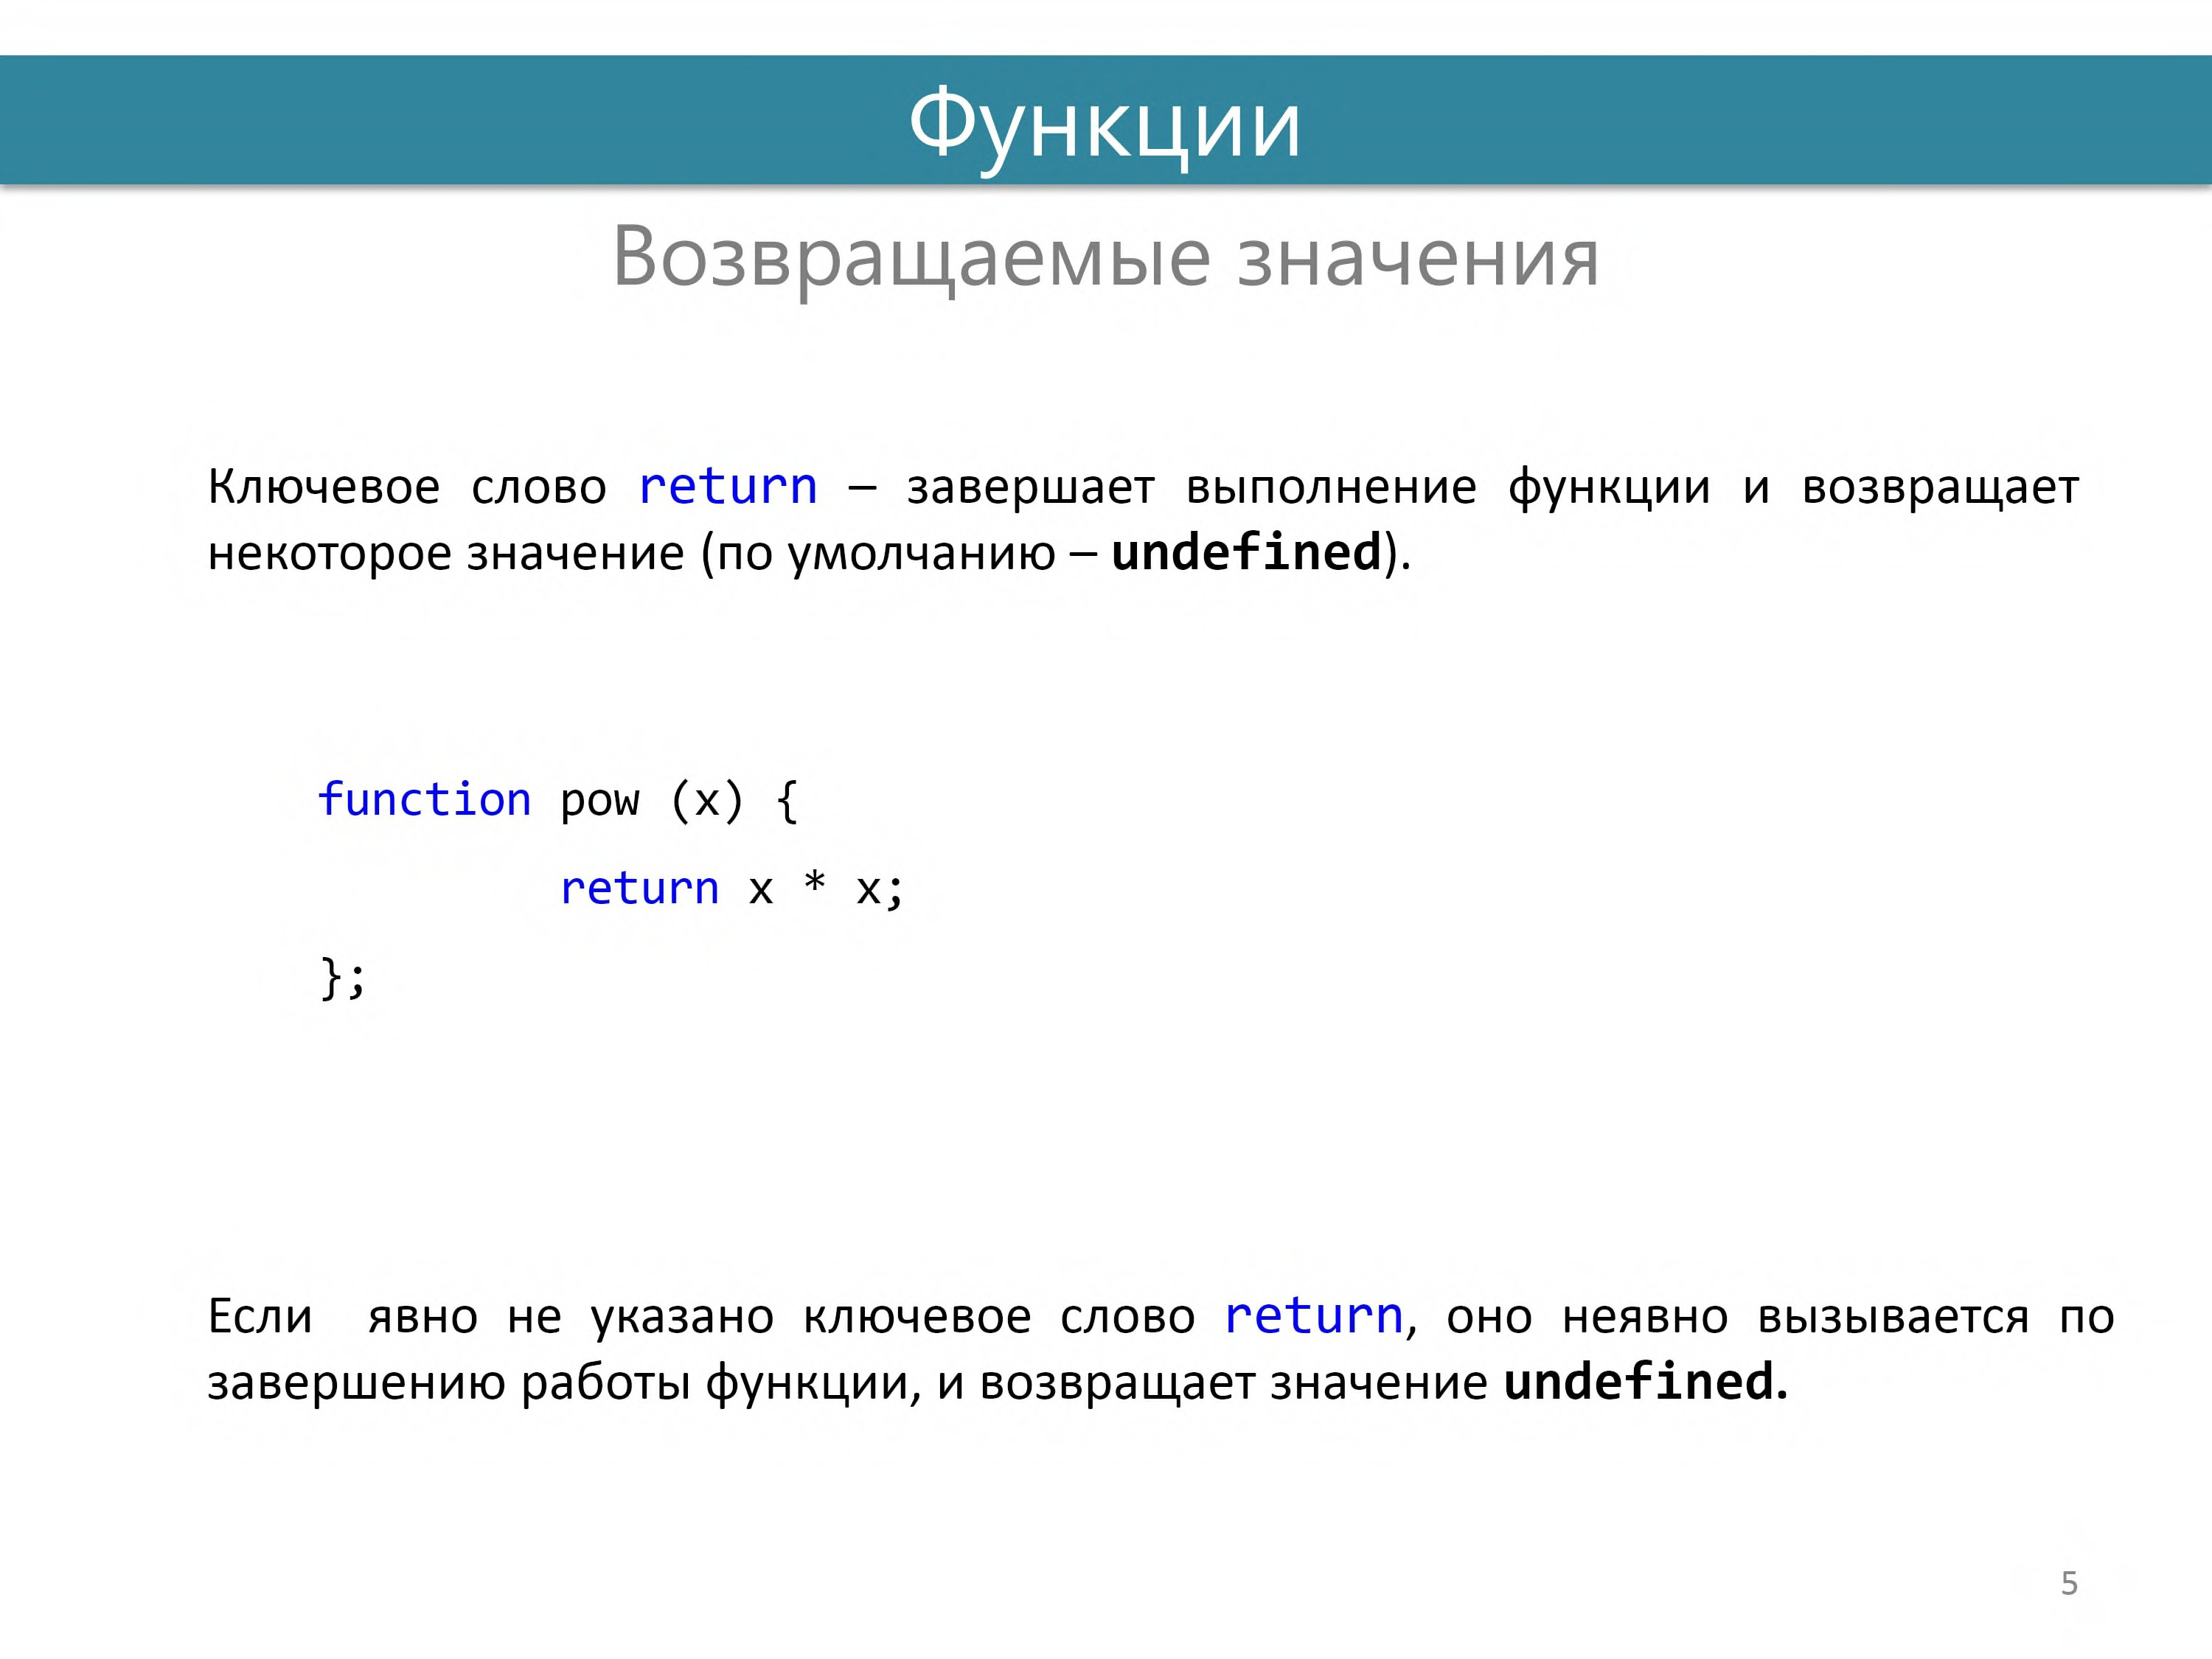 Функции
Возвращаемые значения
Ключевое слово return – завершает выполнение функции и возвращает
некоторое значение (по умолчанию – undefined).
function pow (x) {
return x * x;
};
Если явно не указано ключевое слово return, оно неявно вызывается по
завершению работы функции, и возвращает значение undefined.
5